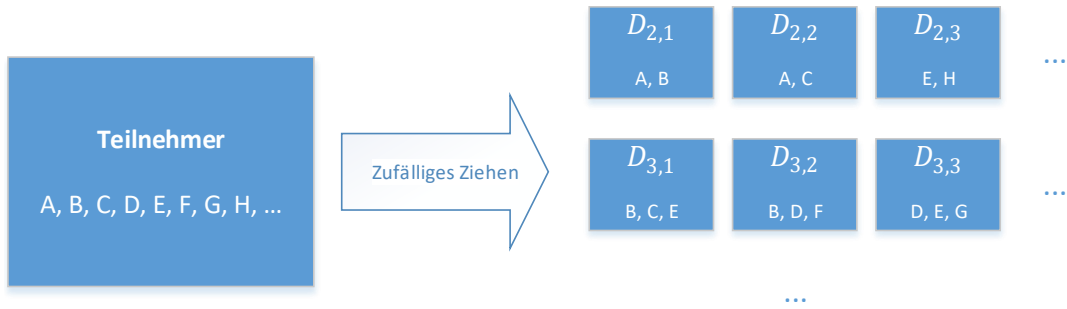 Teilnehmer
A, B, C, D, E, F, G, H, ...
Zufälliges Ziehen
D2,1
A, B
D2,2
A, C
D2,3
E, H
...
D3,1
B, C, E
D3,2
B, D, F
D3,3
D, E, G
...
...